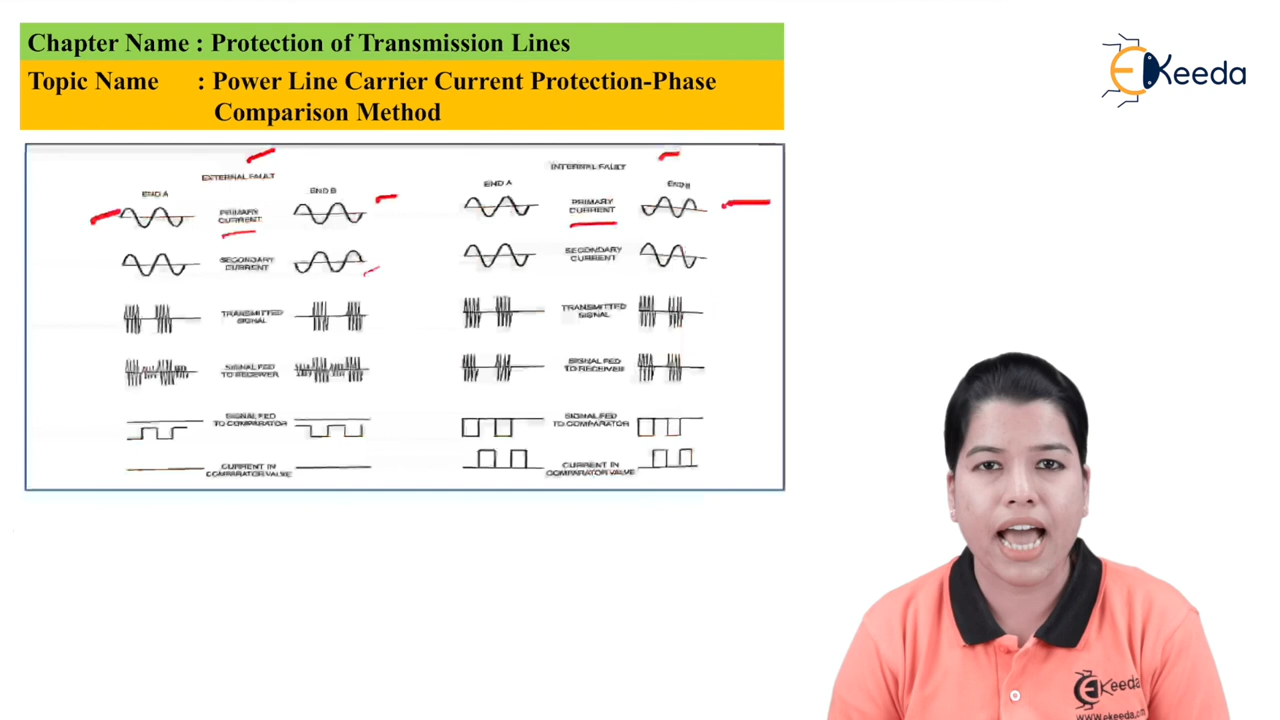 Chapter Name : Protection of Transmission Lines
Topic Name : Power Line Carrier Current Protection-Phase
Comparison Method
Keeda
EXTERNAL FAULT
END A
END B
PRIMARY
CURRENT
SECONDARY
CURRENT
TRANSMITTED
SIGNAL
SIGNAL FED
TO RECEIVER
SIGNAL FED
TO COMPARATOR
CURRENT IN
COMPARATOR VALVE
INTERNAL FAULT
END A
END B
PRIMARY
CURRENT
SECONDARY
CURRENT
TRANSMITTED
SIGNAL
SIGNAL FED
TO RECEIVER
SIGNAL FED
TO COMPARATOR
CURRENT IN
COMPARATOR VALVE
Keeda